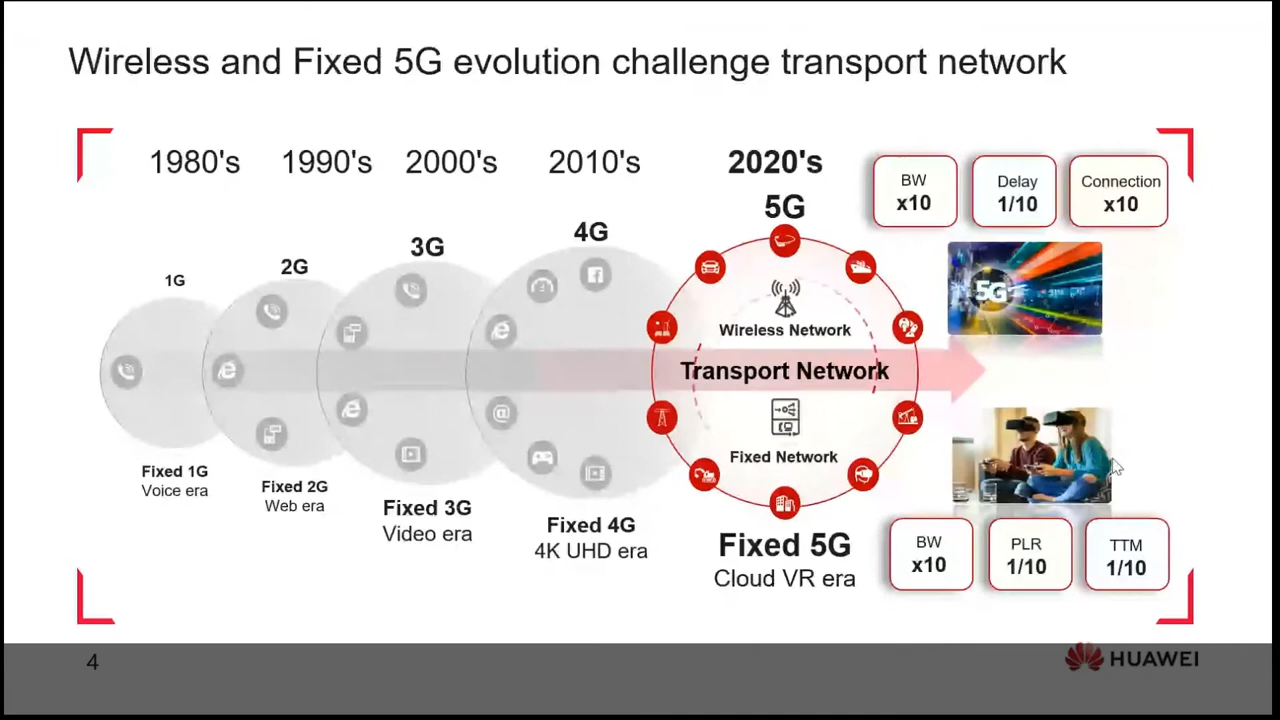 Wireless and Fixed 5G evolution challenge transport network
1980's
1990's
2000's
2010's
2020's
1G
2G
3G
4G
5G
BW
x10
Delay
1/10
Connection
x10
5G
Wireless Network
Transport Network
Fixed Network
@
Fixed 1G
Voice era
Fixed 2G
Web era
Fixed 3G
Video era
Fixed 4G
4K UHD era
Fixed 5G
Cloud VR era
BW
x10
PLR
1/10
TTM
1/10
4
HUAWEI